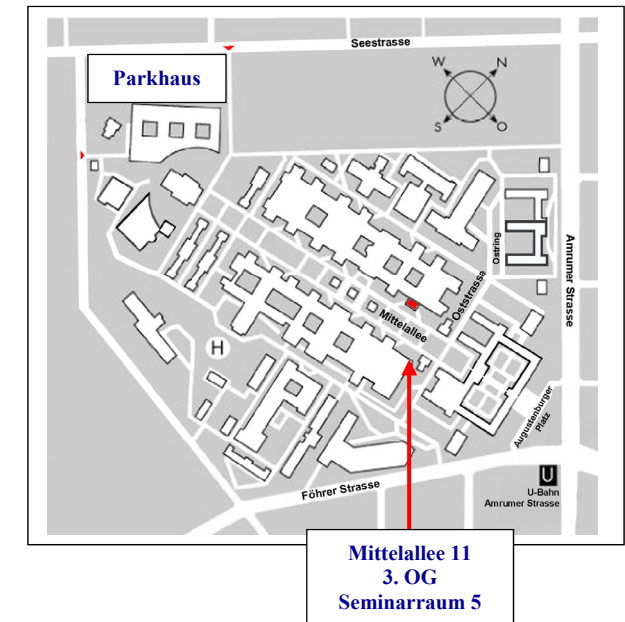 Seestrasse
Parkhaus
W
N
S
O
Ostring
Amrumer Strasse
Oststrasse
Mittelallee
H
Augustenburger
Platz
U
U-Bahn
Amrumer Strasse
Föhrer Strasse
Mittelallee 11
3. OG
Seminarraum 5